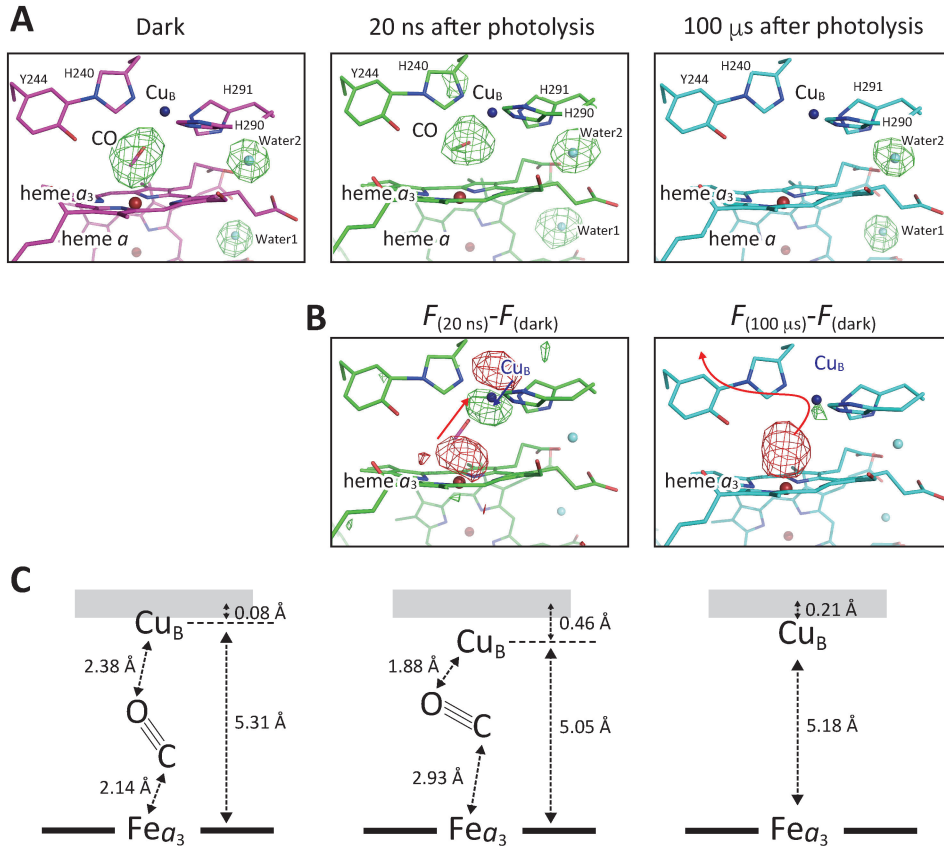 A
Dark
20 ns after photolysis
100 μs after photolysis
Y244
H240
CuB
H291
H290
CO
Water2
heme a3
heme a
Water1
Y244
H240
CuB
H291
H290
CO
Water2
heme a3
heme a
Water1
Y244
H240
CuB
H291
H290
Water2
heme a3
heme a
Water1
B
F(20 ns)-F(dark)
F(100 μs)-F(dark)
CuB
heme a3
CuB
heme a3
C
0.08 Å
CuB
2.38 Å
O
C
5.31 Å
2.14 Å
Fea3
0.46 Å
CuB
1.88 Å
O
C
5.05 Å
2.93 Å
Fea3
0.21 Å
CuB
5.18 Å
Fea3